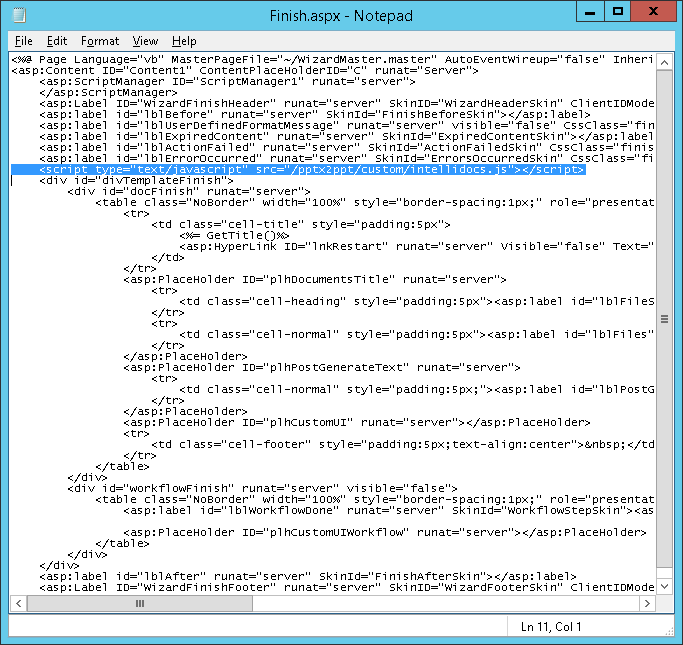 Finish.aspx - Notepad
File Edit Format View Help
<%@ Page Language="vb" MasterPageFile="~/WizardMaster.master" AutoEventWireup="false" Inheri
<asp:Content ID="Content1" ContentPlaceHolderID="C" runat="Server">
    <asp:ScriptManager ID="ScriptManager1" runat="server">
    </asp:ScriptManager>
    <asp:Label ID="WizardFinishHeader" runat="server" SkinID="WizardHeaderSkin" ClientIDMode
    <asp:label id="lblBefore" runat="server" SkinId="FinishBeforeSkin"></asp:label>
    <asp:label id="lblUserDefinedFormatMessage" runat="server" visible="false" CssClass="fin
    <asp:label id="lblExpiredContent" runat="server" SkinId="ExpiredContentSkin"></asp:label>
    <asp:label id="lblActionFailed" runat="server" SkinId="ActionFailedSkin" CssClass="finis
    <asp:label id="lblErrorOccurred" runat="server" SkinId="ErrorsOccurredSkin" CssClass="fi
    <script type="text/javascript" src="/pptx2ppt/custom/intellidocs.js"></script>
    <div id="divTemplateFinish">
        <div id="docFinish" runat="server">
            <table class="NoBorder" width="100%" style="border-spacing:1px;" role="presentat
                <tr>
                    <td class="cell-title" style="padding:5px">
                        <%= GetTitle()%>
                        <asp:HyperLink ID="lnkRestart" runat="server" Visible="false" Text="
                    </td>
                </tr>
                <asp:PlaceHolder ID="plhDocumentsTitle" runat="server">
                    <tr>
                        <td class="cell-heading" style="padding:5px"><asp:label id="lblFileS
                    </tr>
                    <tr>
                        <td class="cell-normal" style="padding:5px"><asp:label id="lblFiles"
                    </tr>
                </asp:PlaceHolder>
                <asp:PlaceHolder ID="plhPostGenerateText" runat="server">
                    <tr>
                        <td class="cell-normal" style="padding:5px;"><asp:label id="lblPostG
                    </tr>
                </asp:PlaceHolder>
                <asp:PlaceHolder ID="plhCustomUI" runat="server"></asp:PlaceHolder>
                <tr>
                    <td class="cell-footer" style="padding:5px;text-align:center">&nbsp;</td
                </tr>
            </table>
        </div>
        <div id="workflowFinish" runat="server" visible="false">
            <table class="NoBorder" width="100%" style="border-spacing:1px;" role="presentat
                <asp:label id="lblWorkflowDone" runat="server" SkinId="WorkflowStepSkin"><as
                <asp:PlaceHolder ID="plhCustomUIWorkflow" runat="server"></asp:PlaceHolder>
            </table>
        </div>
    </div>
    <asp:label id="lblAfter" runat="server" SkinId="FinishAfterSkin"></asp:label>
    <asp:Label ID="WizardFinishFooter" runat="server" SkinID="WizardFooterSkin" ClientIDMode
Ln 11, Col 1